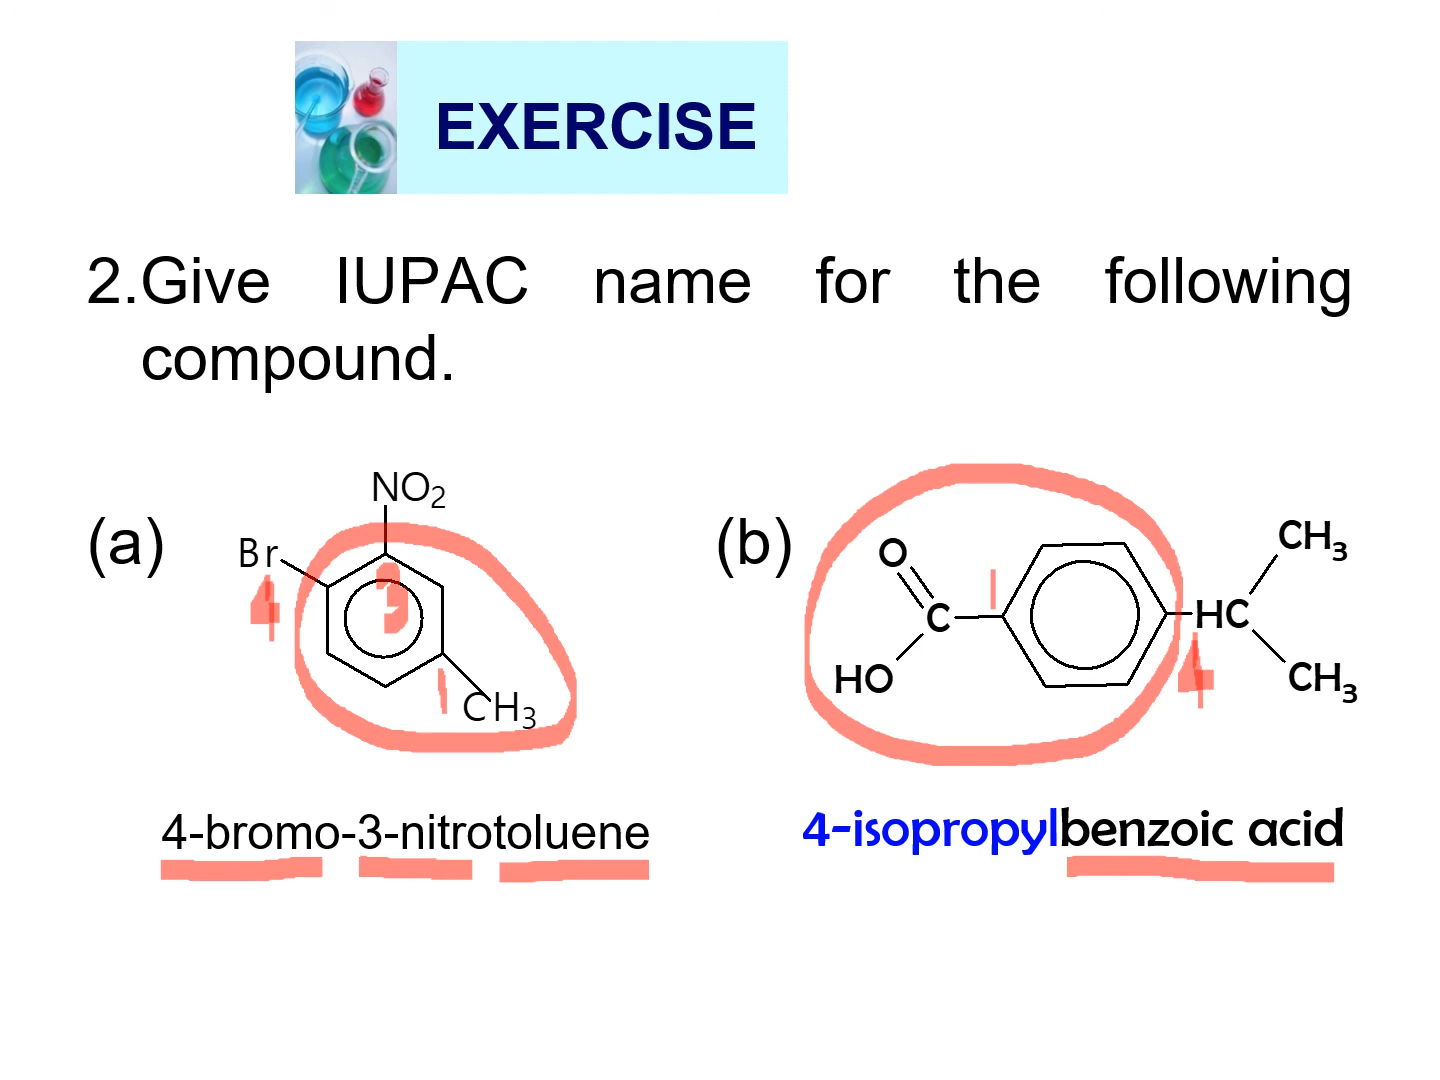 EXERCISE
2.Give IUPAC name for the following
compound.
(a)
NO2
Br
4
3
1
CH3
(b)
O
C
HO
1
HC
CH3
CH3
4
4-bromo-3-nitrotoluene
4-isopropylbenzoic acid